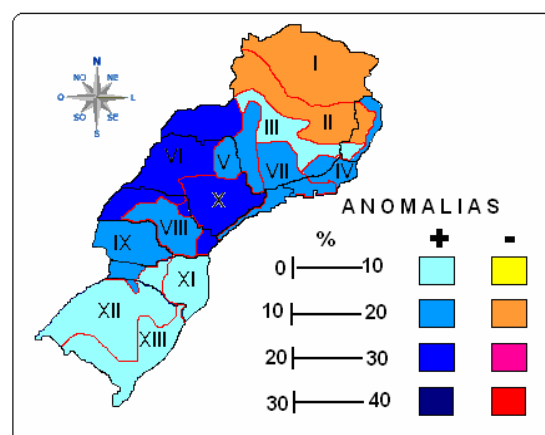 N
NO NE
O L
SO SE
S
I
II
III
IV
V
VI
VII
VIII
IX
X
XI
XII
XIII
ANOMALIAS
% + -
0 10
10 20
20 30
30 40